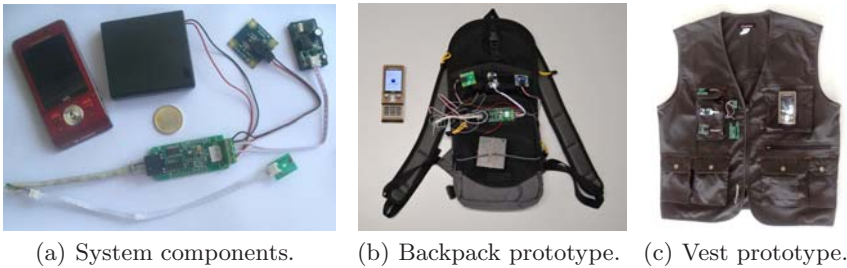 (a) System components.
(b) Backpack prototype.
(c) Vest prototype.